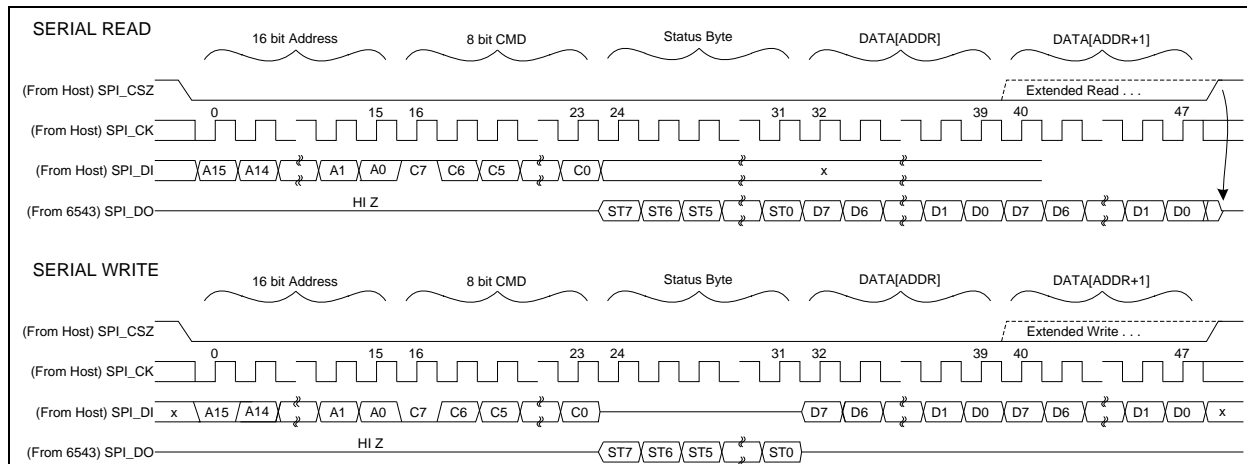 SERIAL READ
16 bit Address 8 bit CMD Status Byte DATA[ADDR] DATA[ADDR+1]
(From Host) SPI_CSZ Extended Read . . .
0 15 16 23 24 31 32 39 40 47
(From Host) SPI_CK
(From Host) SPI_DI A15 A14 A1 A0 C7 C6 C5 C0 x
HI Z
(From 6543) SPI_DO ST7 ST6 ST5 ST0 D7 D6 D1 D0 D7 D6 D1 D0
SERIAL WRITE
16 bit Address 8 bit CMD Status Byte DATA[ADDR] DATA[ADDR+1]
(From Host) SPI_CSZ Extended Write . . .
0 15 16 23 24 31 32 39 40 47
(From Host) SPI_CK
(From Host) SPI_DI x A15 A14 A1 A0 C7 C6 C5 C0 D7 D6 D1 D0 D7 D6 D1 D0 x
HI Z
(From 6543) SPI_DO ST7 ST6 ST5 ST0